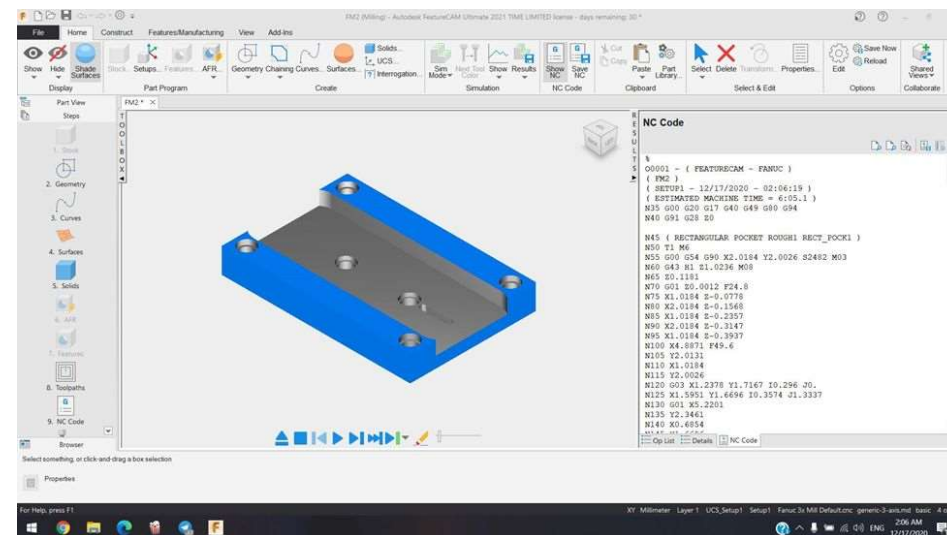 FM2 (Milling) - Autodesk FeatureCAM Ultimate 2021 TIME LIMITED license - days remaining: 30 *
File Home Construct Features/Manufacturing View Add-ins
Show Hide Shade Surfaces
Stock Setups... Features... AFR...
Geometry Chaining Curves... Surfaces...
Solids...
UCS...
Interrogation...
Sim Mode Next Tool Color Show Results
Show NC Save NC
Cut
Copy
Paste Part Library...
Select Delete Transform... Properties...
Edit
Save Now
Reload
Shared Views
Display Part Program Create Simulation NC Code Clipboard Select & Edit Options Collaborate
Part View
FM2 *
Steps
1. Stock
2. Geometry
3. Curves
4. Surfaces
5. Solids
6. AFR
7. Features
8. Toolpaths
9. NC Code
Browser
TOOLBOX
RESULTS
NC Code
%
O0001 - ( FEATURECAM - FANUC )
( FM2 )
( SETUP1 - 12/17/2020 - 02:06:19 )
( ESTIMATED MACHINE TIME = 6:05.1 )
N35 G00 G20 G17 G40 G49 G80 G94
N40 G91 G28 Z0
N45 ( RECTANGULAR POCKET ROUGH1 RECT_POCK1 )
N50 T1 M6
N55 G00 G54 G90 X2.0184 Y2.0026 S2482 M03
N60 G43 H1 Z1.0236 M08
N65 Z0.1181
N70 G01 Z0.0012 F24.8
N75 X1.0184 Z-0.0778
N80 X2.0184 Z-0.1568
N85 X1.0184 Z-0.2357
N90 X2.0184 Z-0.3147
N95 X1.0184 Z-0.3937
N100 X4.8871 F49.6
N105 Y2.0131
N110 X1.0184
N115 Y2.0026
N120 G03 X1.2378 Y1.7167 I0.296 J0.
N125 X1.5951 Y1.6696 I0.3574 J1.3337
N130 G01 X5.2201
N135 Y2.3461
N140 X0.6854
Op List Details NC Code
Select something, or click-and-drag a box selection
Properties
For Help, press F1
XY Millimeter Layer 1 UCS_Setup1 Setup1 Fanuc 3x Mill Default.cnc generic-3-axis.md basic
ENG
2:06 AM
12/17/2020